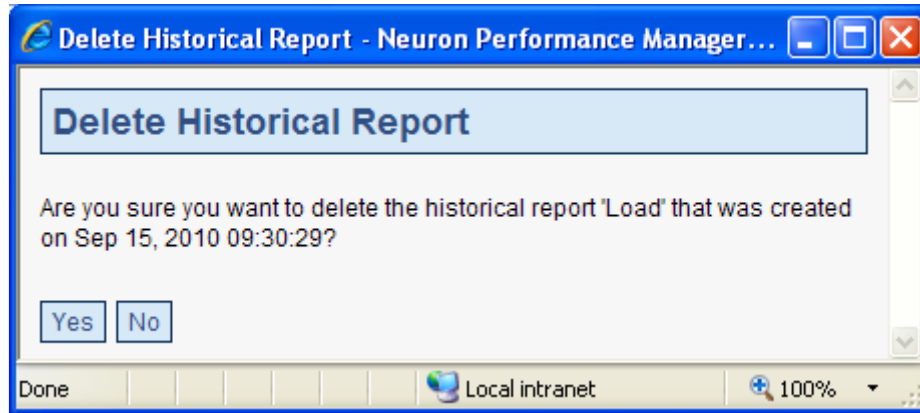 Delete Historical Report - Neuron Performance Manager...
Delete Historical Report
Are you sure you want to delete the historical report 'Load' that was created
on Sep 15, 2010 09:30:29?
Yes No
Done Local intranet 100%